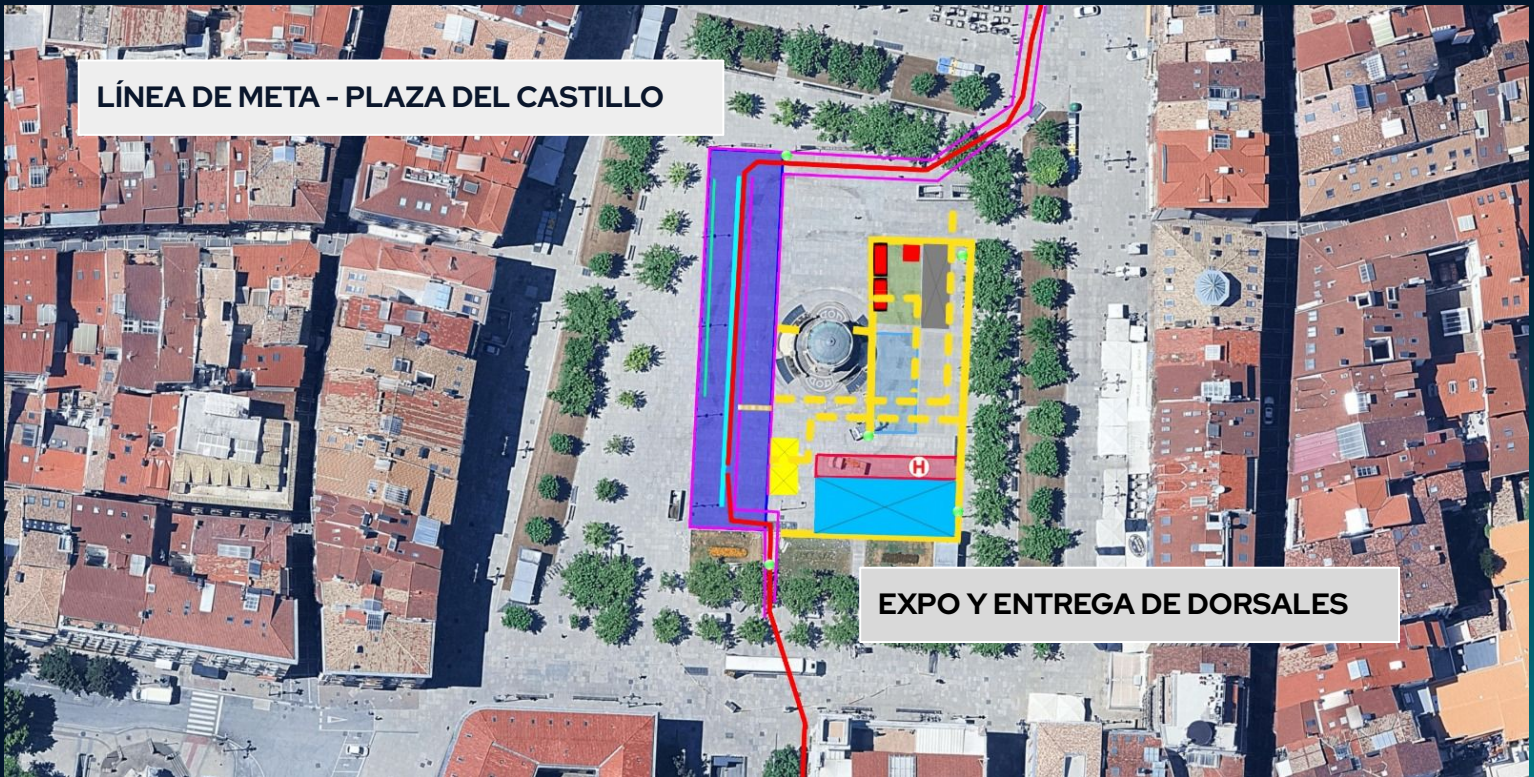 LÍNEA DE META - PLAZA DEL CASTILLO
H
EXPO Y ENTREGA DE DORSALES